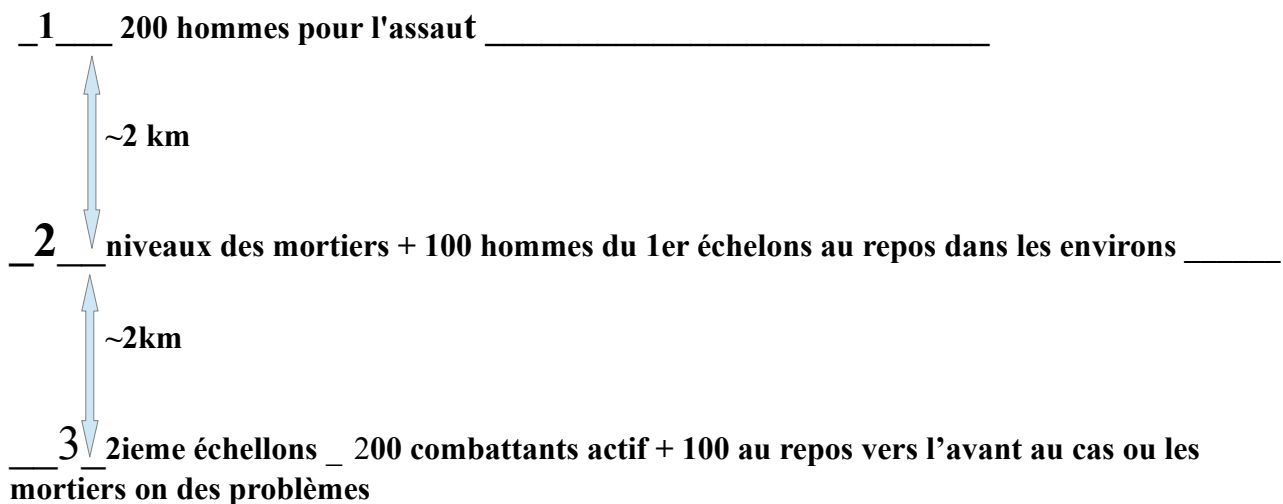 _1___ 200 hommes pour l'assaut ________________________________
~2 km
_2__niveaux des mortiers + 100 hommes du 1er échelons au repos dans les environs ______
~2km
__3_2ieme échellons _ 200 combattants actif + 100 au repos vers l’avant au cas ou les
mortiers on des problèmes